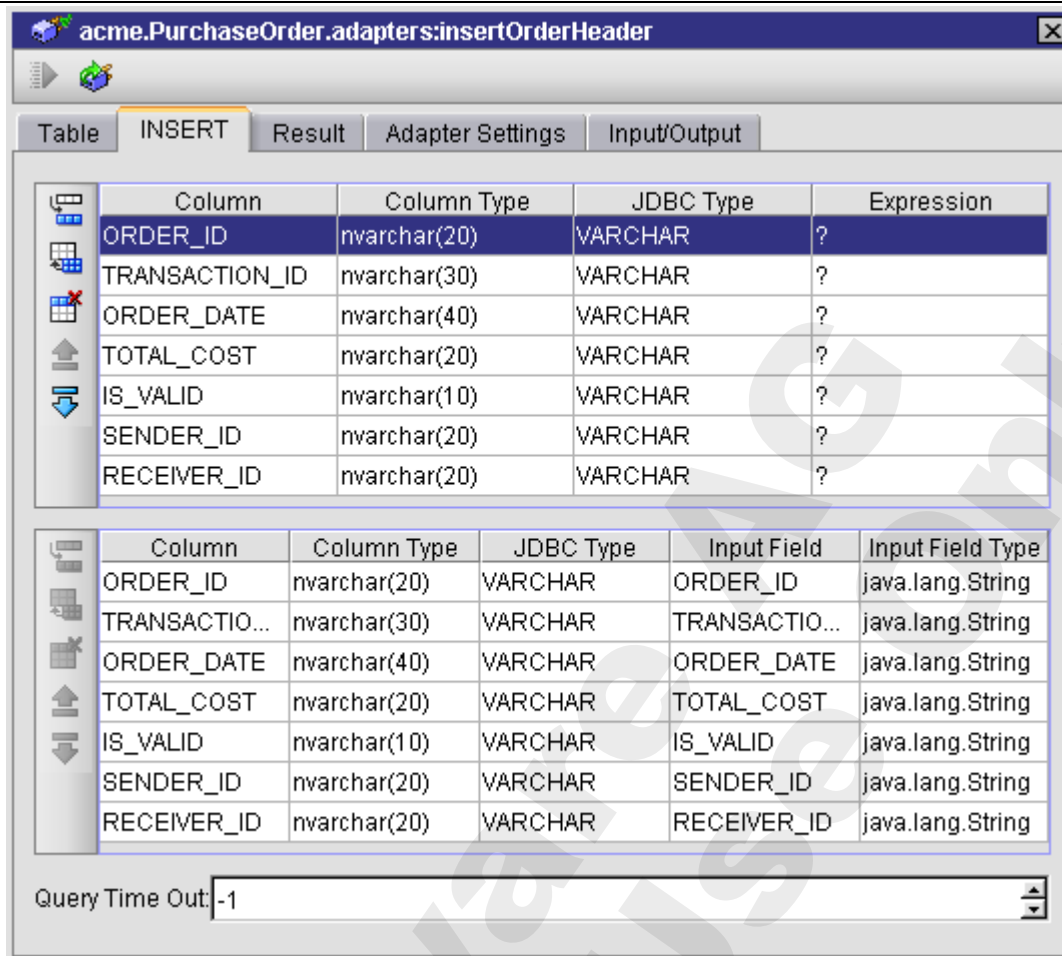 acme.PurchaseOrder.adapters:insertOrderHeader
Table INSERT Result Adapter Settings Input/Output
Column Column Type JDBC Type Expression
ORDER_ID nvarchar(20) VARCHAR ?
TRANSACTION_ID nvarchar(30) VARCHAR ?
ORDER_DATE nvarchar(40) VARCHAR ?
TOTAL_COST nvarchar(20) VARCHAR ?
IS_VALID nvarchar(10) VARCHAR ?
SENDER_ID nvarchar(20) VARCHAR ?
RECEIVER_ID nvarchar(20) VARCHAR ?
Column Column Type JDBC Type Input Field Input Field Type
ORDER_ID nvarchar(20) VARCHAR ORDER_ID java.lang.String
TRANSACTIO... nvarchar(30) VARCHAR TRANSACTIO... java.lang.String
ORDER_DATE nvarchar(40) VARCHAR ORDER_DATE java.lang.String
TOTAL_COST nvarchar(20) VARCHAR TOTAL_COST java.lang.String
IS_VALID nvarchar(10) VARCHAR IS_VALID java.lang.String
SENDER_ID nvarchar(20) VARCHAR SENDER_ID java.lang.String
RECEIVER_ID nvarchar(20) VARCHAR RECEIVER_ID java.lang.String
Query Time Out: -1